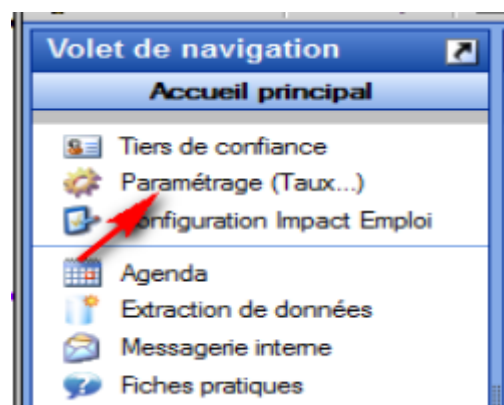 Volet de navigation
Accueil principal
Tiers de confiance
Paramétrage (Taux...)
Configuration Impact Emploi
Agenda
Extraction de données
Messagerie interne
Fiches pratiques